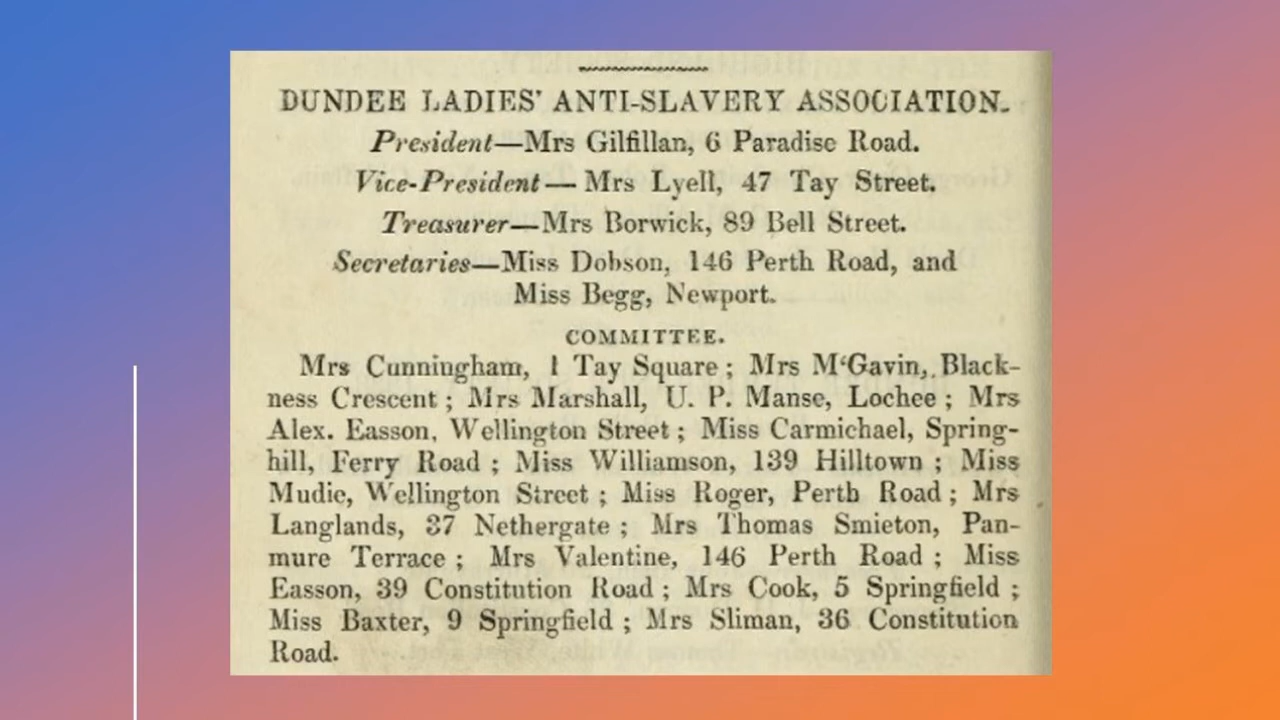 DUNDEE LADIES' ANTI-SLAVERY ASSOCIATION.
President—Mrs Gilfillan, 6 Paradise Road.
Vice-President— Mrs Lyell, 47 Tay Street.
Treasurer—Mrs Borwick, 89 Bell Street.
Secretaries—Miss Dobson, 146 Perth Road, and
Miss Begg, Newport.
COMMITTEE.
Mrs Cunningham, 1 Tay Square; Mrs M‘Gavin, Black-
ness Crescent; Mrs Marshall, U. P. Manse, Lochee; Mrs
Alex. Easson, Wellington Street; Miss Carmichael, Spring-
hill, Ferry Road; Miss Williamson, 139 Hilltown; Miss
Mudie, Wellington Street; Miss Roger, Perth Road; Mrs
Langlands, 37 Nethergate; Mrs Thomas Smieton, Pan-
mure Terrace; Mrs Valentine, 146 Perth Road; Miss
Easson, 39 Constitution Road; Mrs Cook, 5 Springfield;
Miss Baxter, 9 Springfield; Mrs Sliman, 36 Constitution
Road.